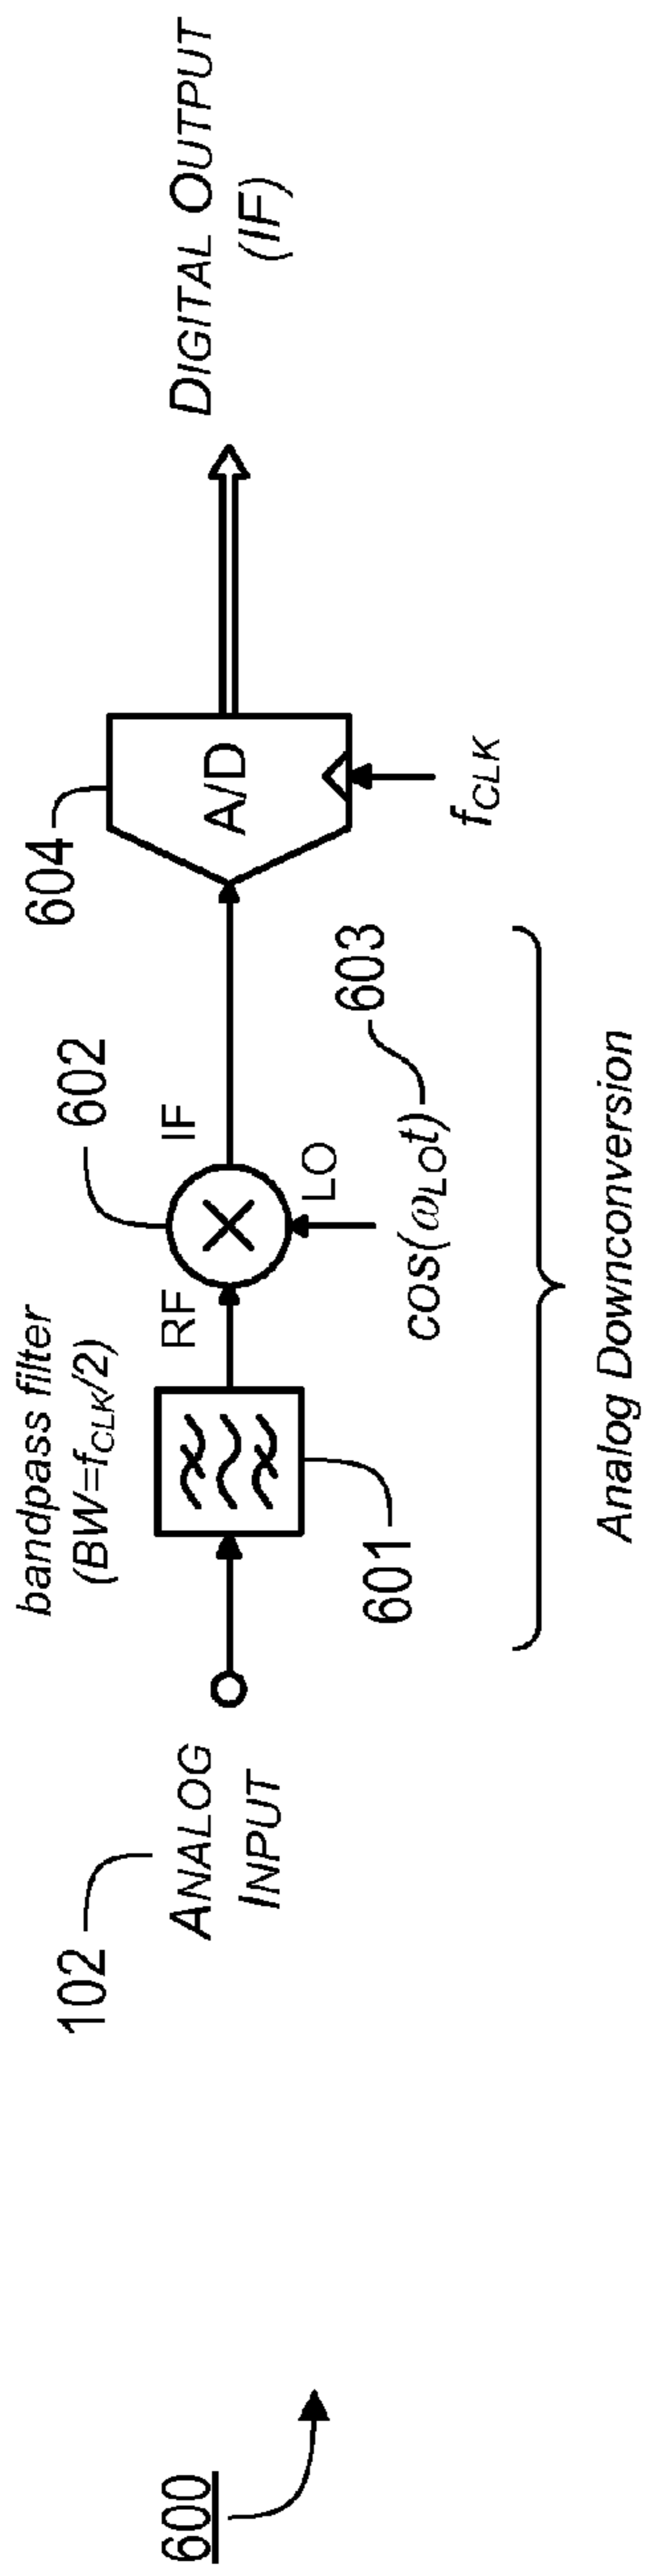 600
102
ANALOG
INPUT
bandpass filter
(BW=fCLK/2)
601
RF
602
IF
LO
cos(ωLOt)
603
Analog Downconversion
604
A/D
fCLK
DIGITAL OUTPUT
(IF)